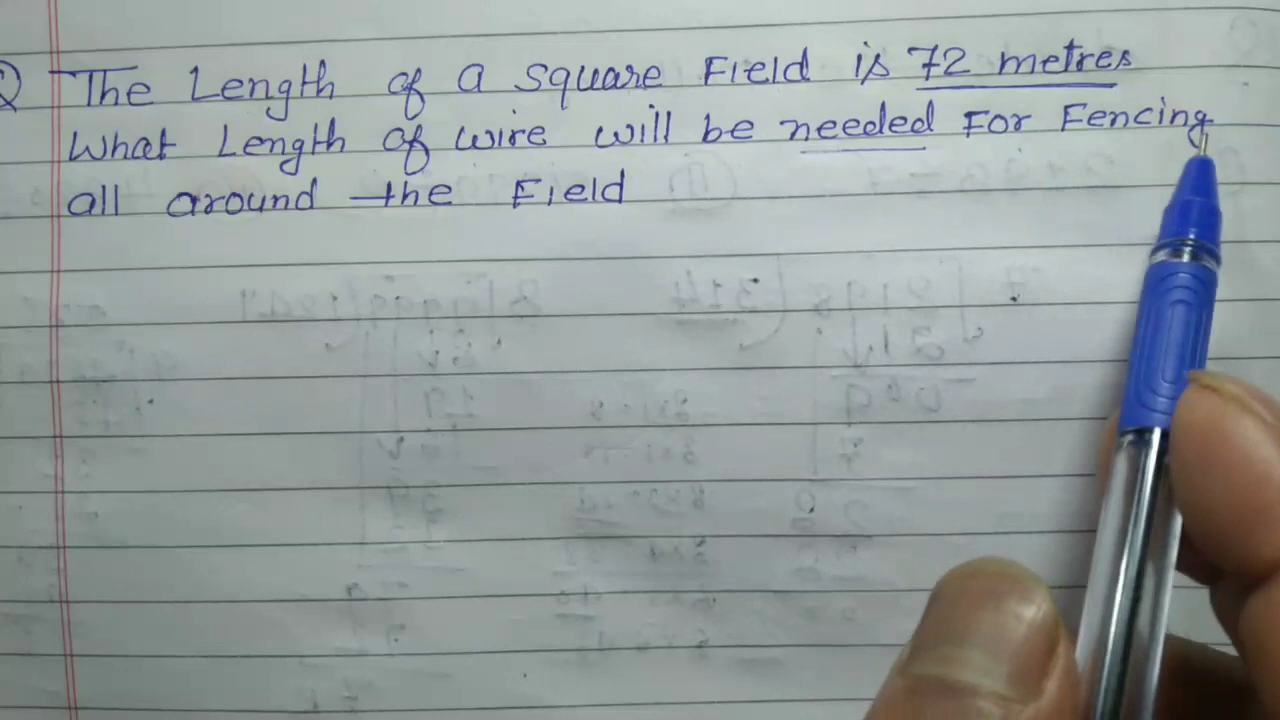 Q The Length of a square Field is 72 metres
What Length of wire will be needed For Fencing
all around the Field